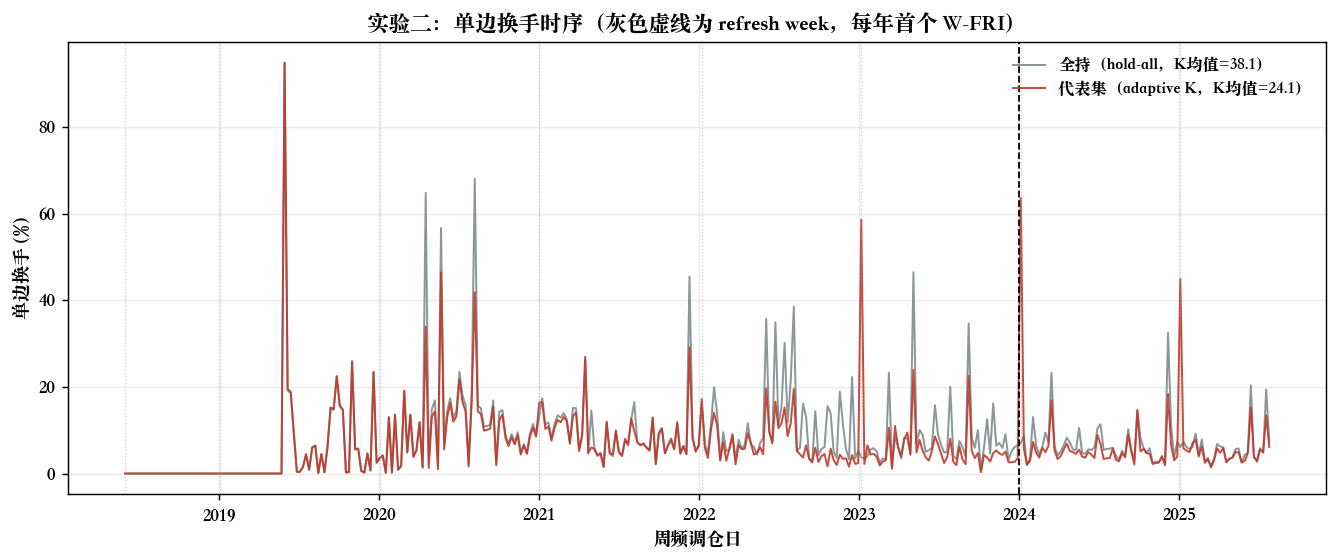 实验二：单边换手时序（灰色虚线为 refresh week，每年首个 W-FRI）
全持（hold-all，K均值=38.1）
代表集（adaptive K，K均值=24.1）
单边换手 (%)
80
60
40
20
0
2019 2020 2021 2022 2023 2024 2025
周频调仓日